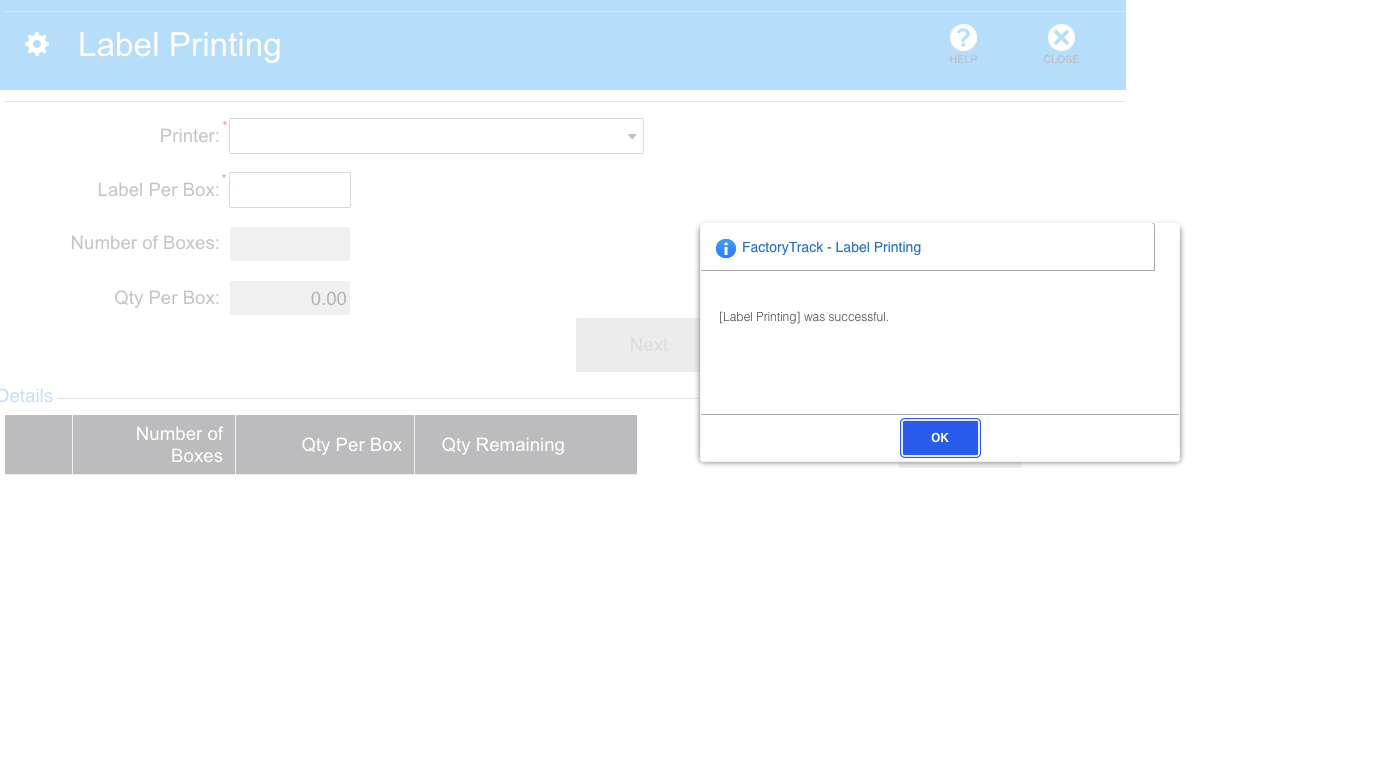 Label Printing
HELP
CLOSE
Printer:*
Label Per Box:*
Number of Boxes:
Qty Per Box: 0.00
Next
FactoryTrack - Label Printing
[Label Printing] was successful.
OK
Details
Number of
Boxes
Qty Per Box
Qty Remaining